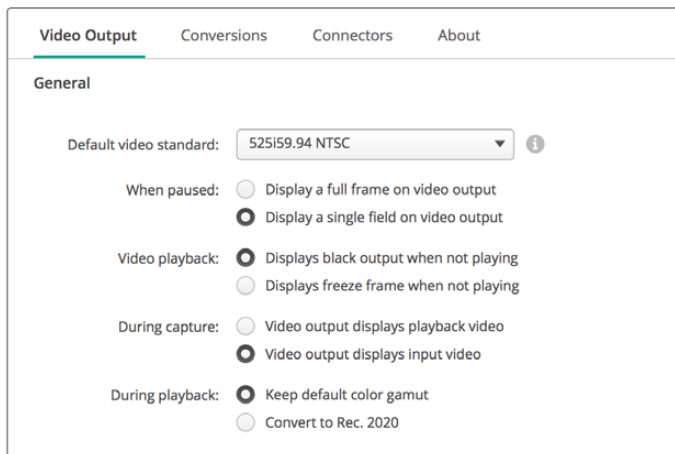 Video Output Conversions Connectors About
General
Default video standard: 525i59.94 NTSC
When paused: Display a full frame on video output
Display a single field on video output
Video playback: Displays black output when not playing
Displays freeze frame when not playing
During capture: Video output displays playback video
Video output displays input video
During playback: Keep default color gamut
Convert to Rec. 2020